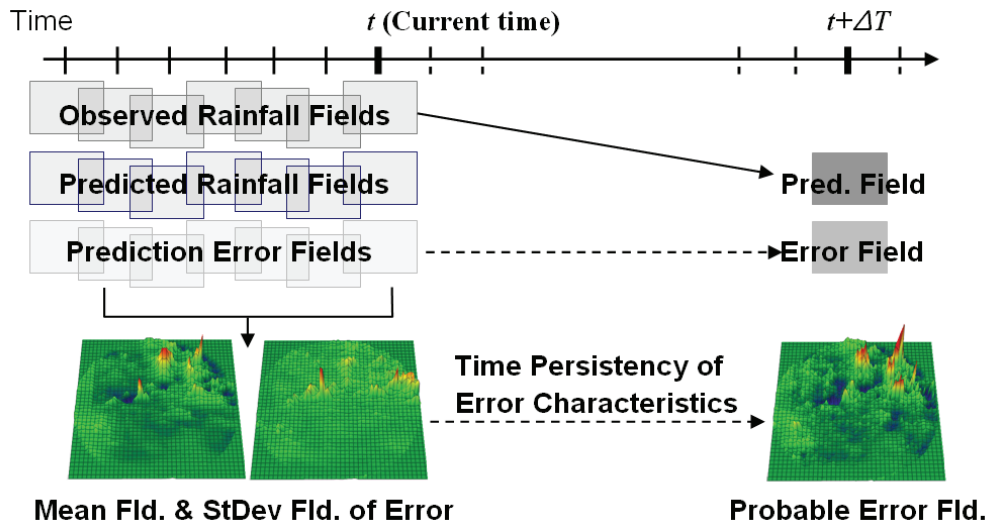 Time
t (Current time)
t+ΔT
Observed Rainfall Fields
Predicted Rainfall Fields
Pred. Field
Prediction Error Fields
Error Field
Time Persistency of
Error Characteristics
Mean Fld. & StDev Fld. of Error
Probable Error Fld.